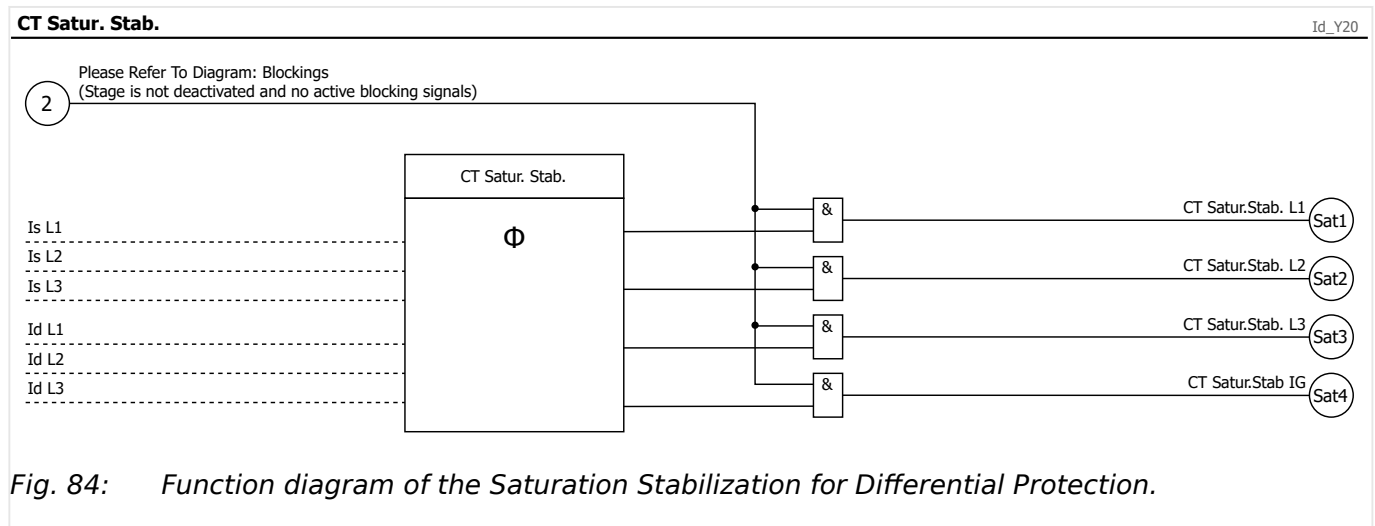 CT Satur. Stab.
Id_Y20
Please Refer To Diagram: Blockings
2
(Stage is not deactivated and no active blocking signals)
CT Satur. Stab.
Φ
Is L1
Is L2
Is L3
Id L1
Id L2
Id L3
&
CT Satur.Stab. L1
Sat1
&
CT Satur.Stab. L2
Sat2
&
CT Satur.Stab. L3
Sat3
&
CT Satur.Stab IG
Sat4
Fig. 84: Function diagram of the Saturation Stabilization for Differential Protection.